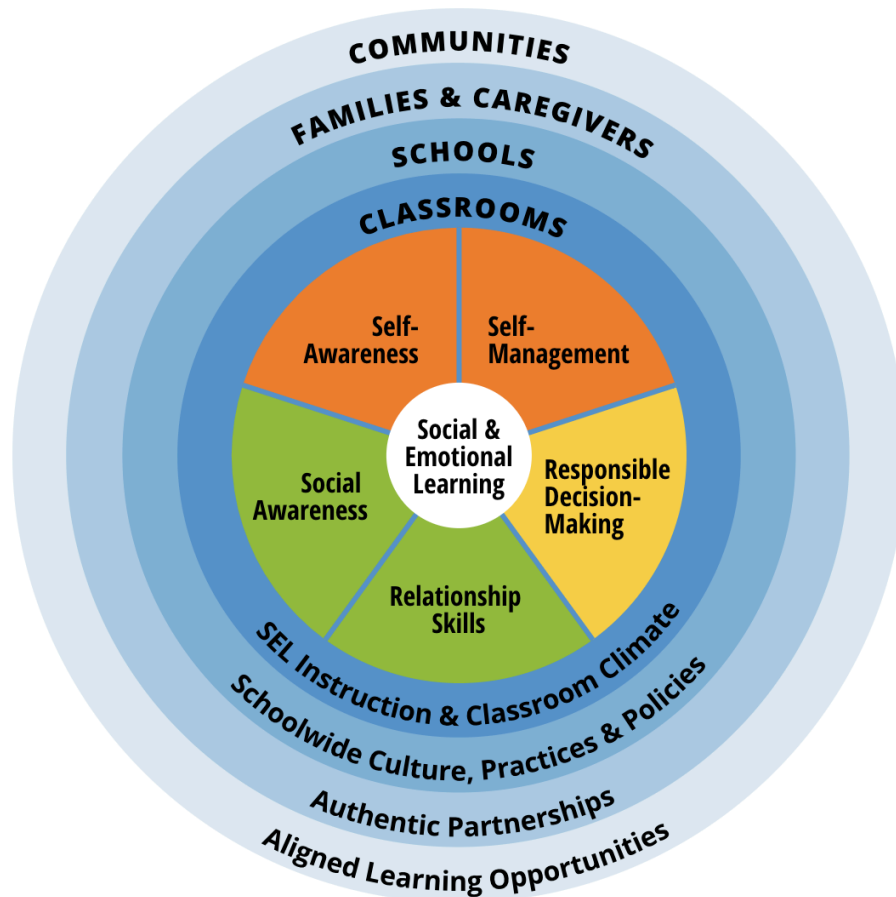 COMMUNITIES
FAMILIES & CAREGIVERS
SCHOOLS
CLASSROOMS
Self-
Awareness
Self-
Management
Social &
Emotional
Learning
Social
Awareness
Responsible
Decision-
Making
Relationship
Skills
SEL Instruction & Classroom Climate
Schoolwide Culture, Practices & Policies
Authentic Partnerships
Aligned Learning Opportunities